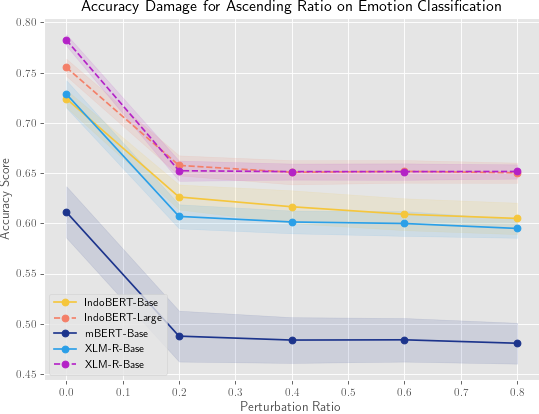 Accuracy Damage for Ascending Ratio on Emotion Classification
Accuracy Score
0.80
0.75
0.70
0.65
0.60
0.55
0.50
0.45
IndoBERT-Base
IndoBERT-Large
mBERT-Base
XLM-R-Base
XLM-R-Base
0.0 0.1 0.2 0.3 0.4 0.5 0.6 0.7 0.8
Perturbation Ratio